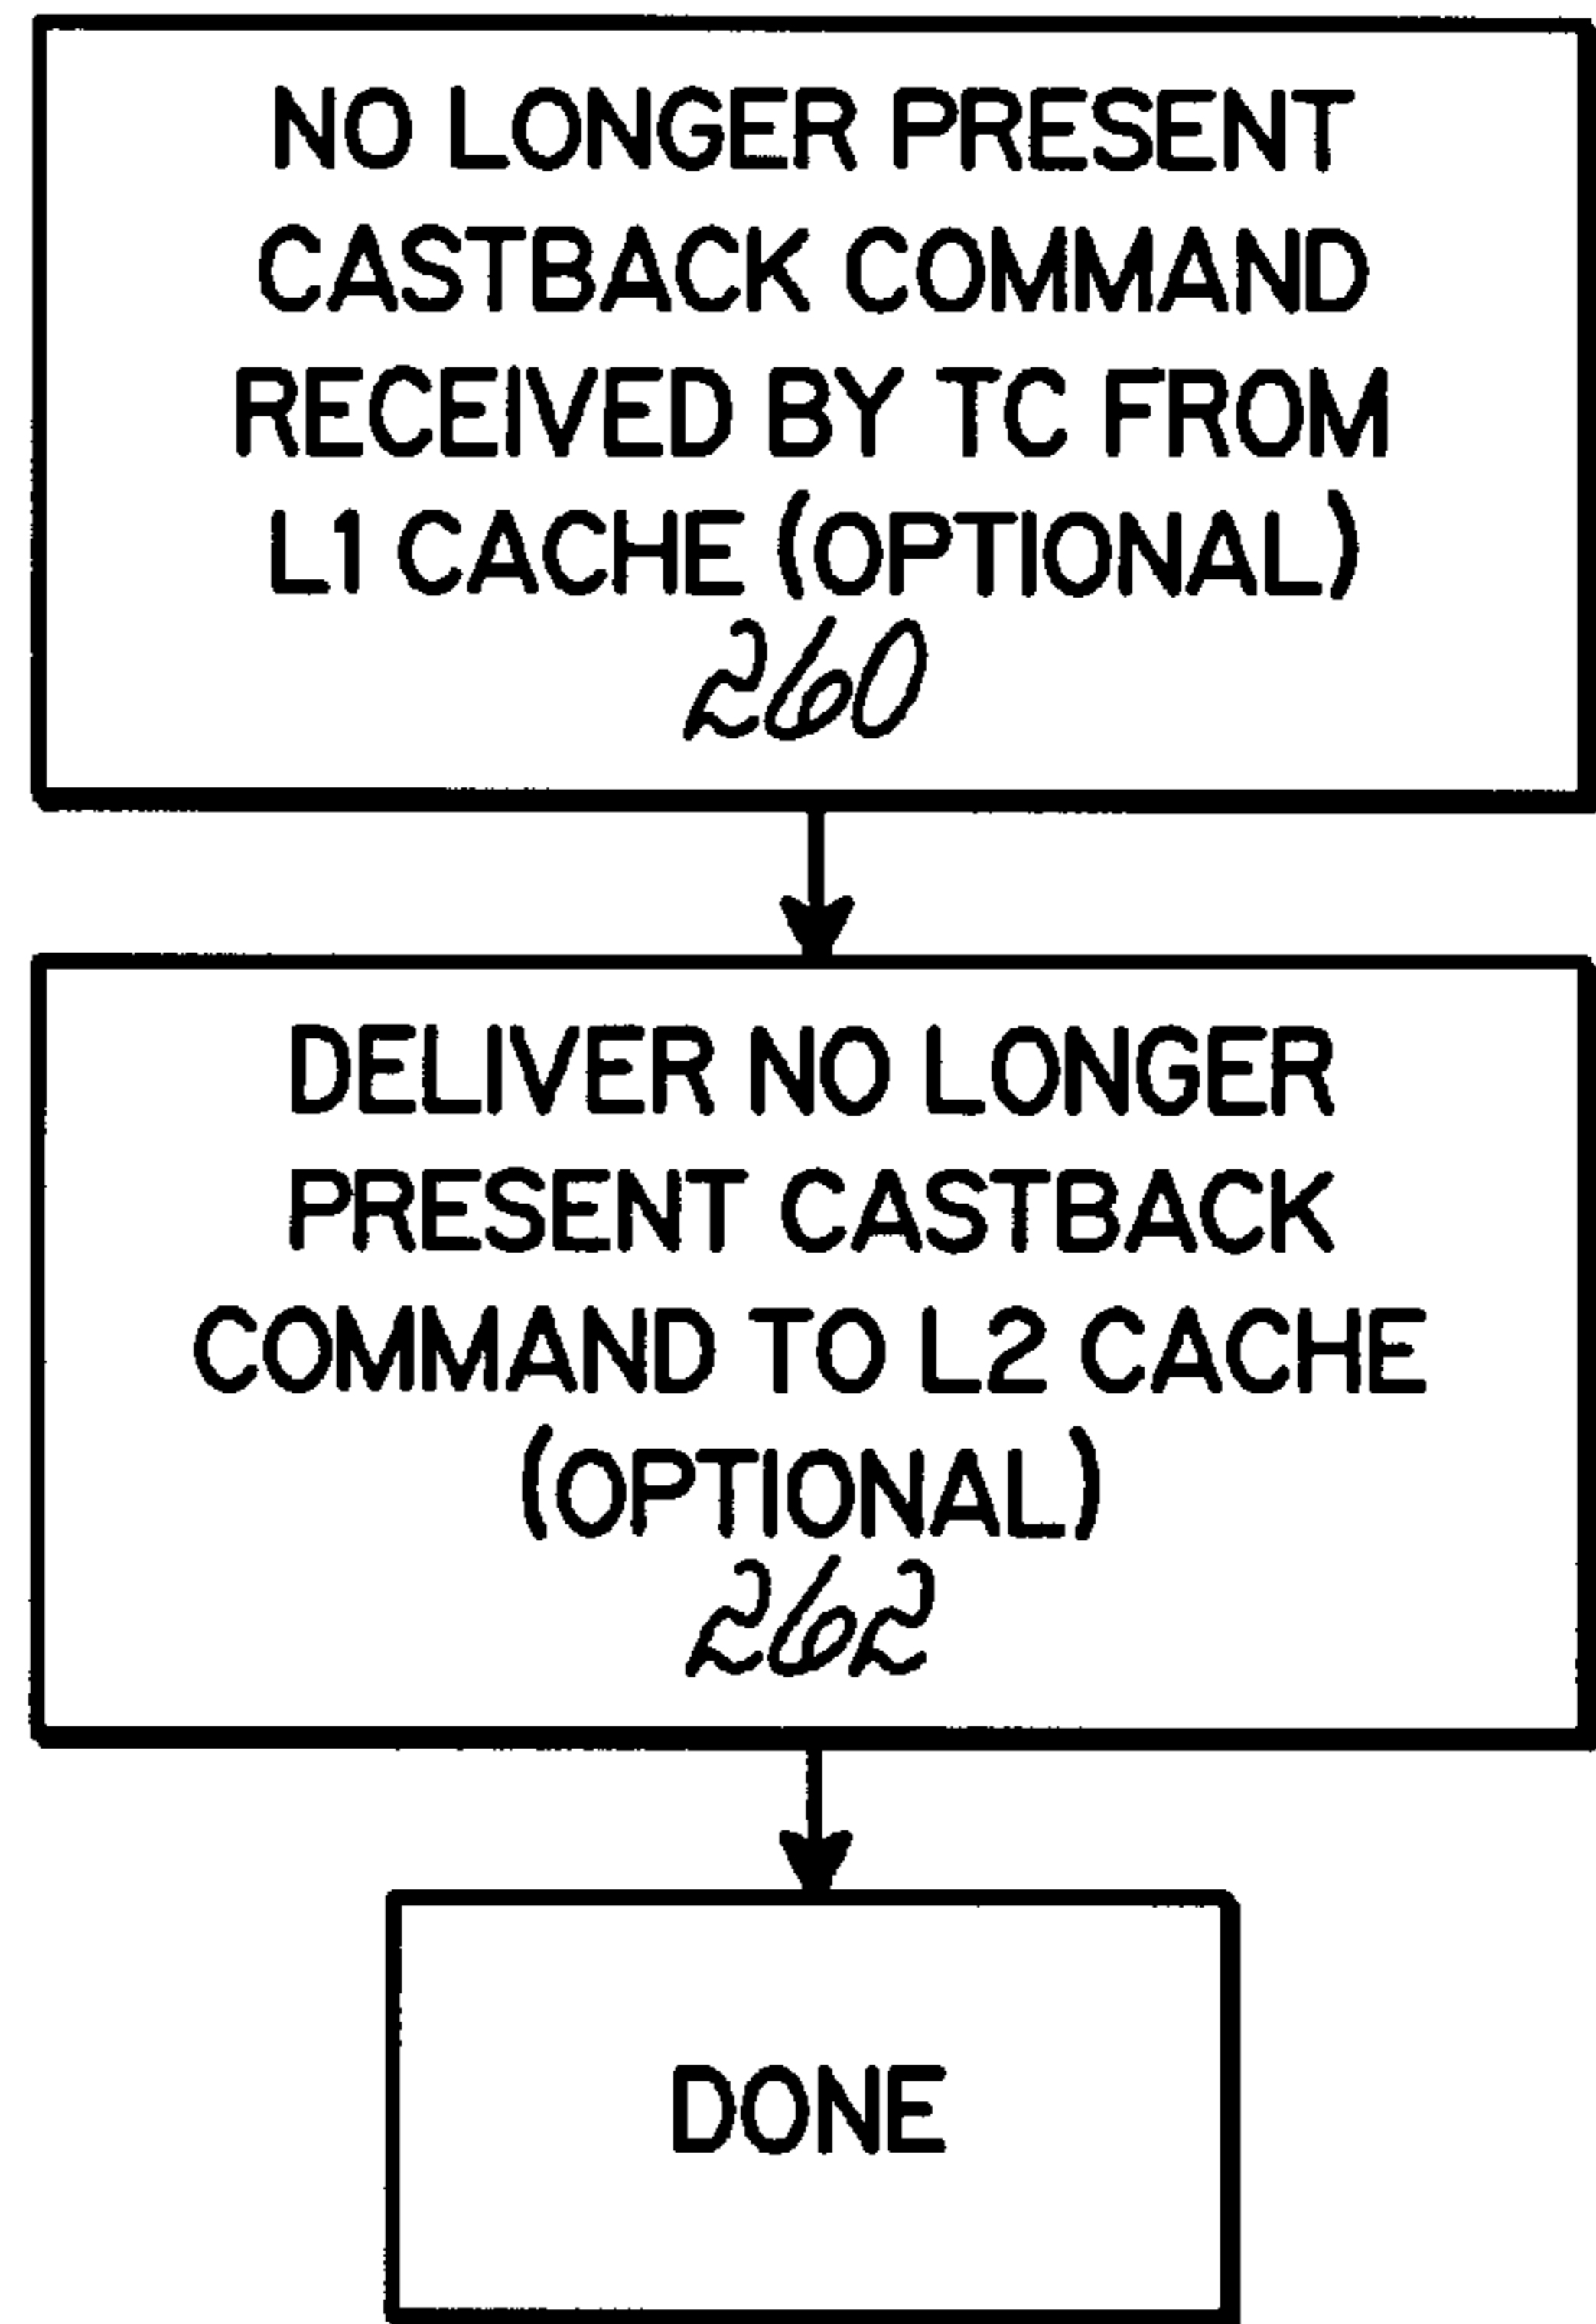 NO LONGER PRESENT
CASTBACK COMMAND
RECEIVED BY TC FROM
L1 CACHE (OPTIONAL)
260
DELIVER NO LONGER
PRESENT CASTBACK
COMMAND TO L2 CACHE
(OPTIONAL)
262
DONE